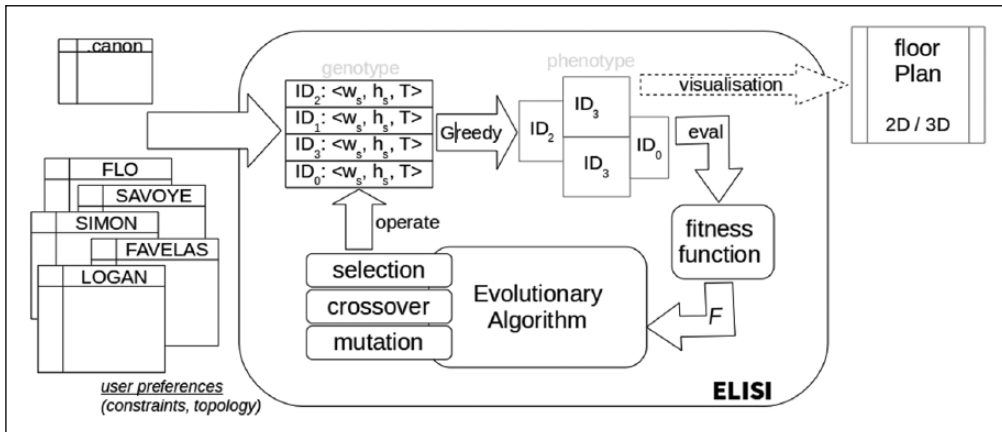 .canon
FLO
SAVOYE
SIMON
FAVELAS
LOGAN
user preferences
(constraints, topology)
genotype
ID2: <ws, hs, T>
ID1: <ws, hs, T>
ID3: <ws, hs, T>
ID0: <ws, hs, T>
Greedy
phenotype
ID3
ID2
ID0
ID3
visualisation
floor
Plan
2D / 3D
eval
fitness
function
F
operate
selection
crossover
mutation
Evolutionary
Algorithm
ELISI